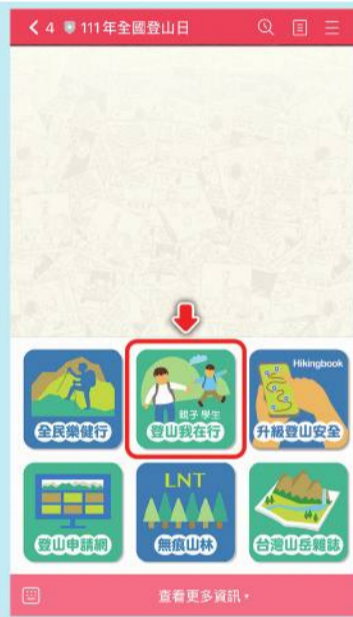 4 111年全國登山日
全民樂健行
親子 學生
登山我在行
Hikingbook
升級登山安全
登山申請網
LNT
無痕山林
台灣山岳雜誌
查看更多資訊